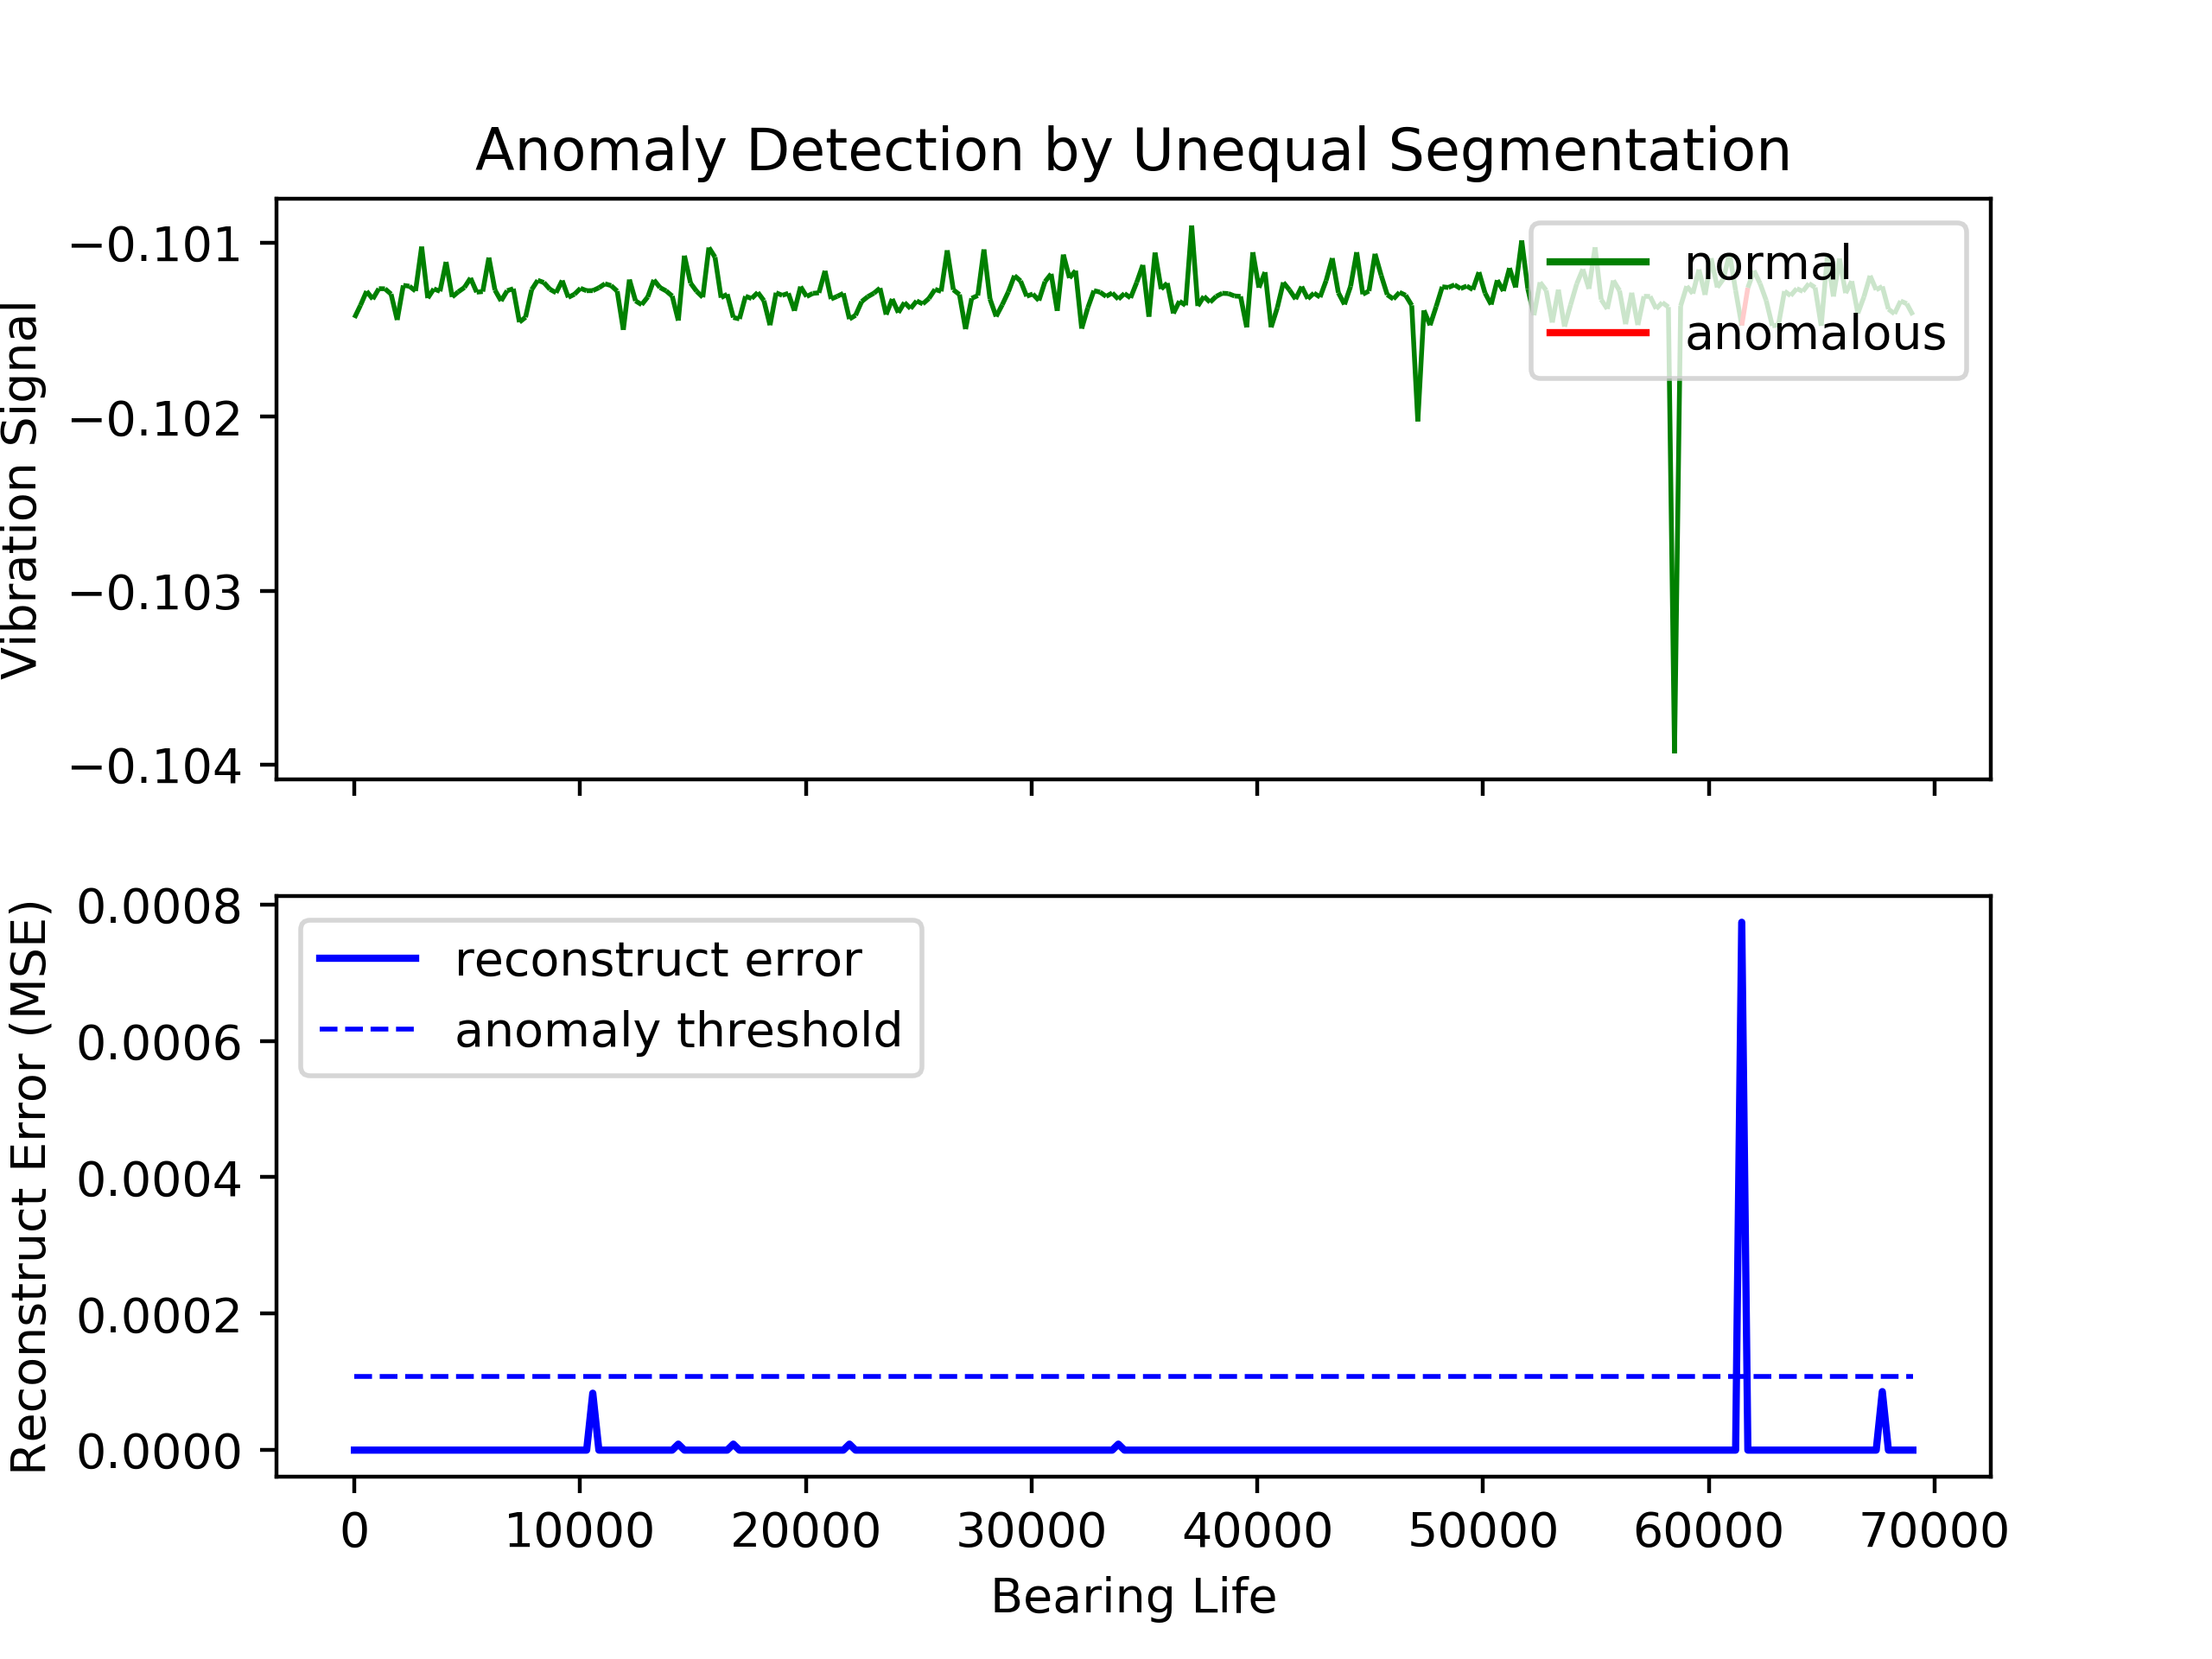 Anomaly Detection by Unequal Segmentation
−0.101
−0.102
−0.103
−0.104
Vibration Signal
normal
anomalous
0.0008
0.0006
0.0004
0.0002
0.0000
Reconstruct Error (MSE)
reconstruct error
anomaly threshold
0 10000 20000 30000 40000 50000 60000 70000
Bearing Life